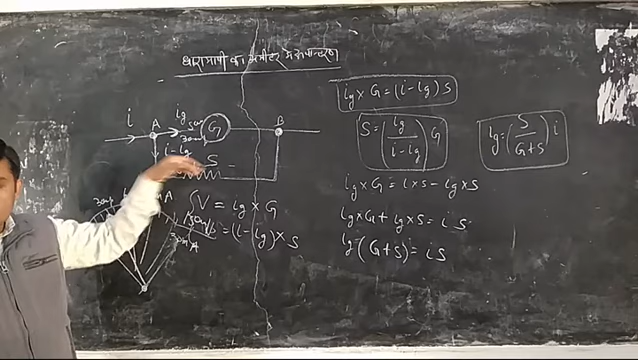 धारामापी का अमीटर में रूपान्तरण
i
A
ig
G
B
i-ig
S
V = ig × G
= (i-ig) × S
ig × G = (i-ig) S
S = (ig / i-ig) G
ig = (S / G+S) i
ig × G = i × S - ig × S
ig × G + ig × S = i S
ig (G+S) = i S